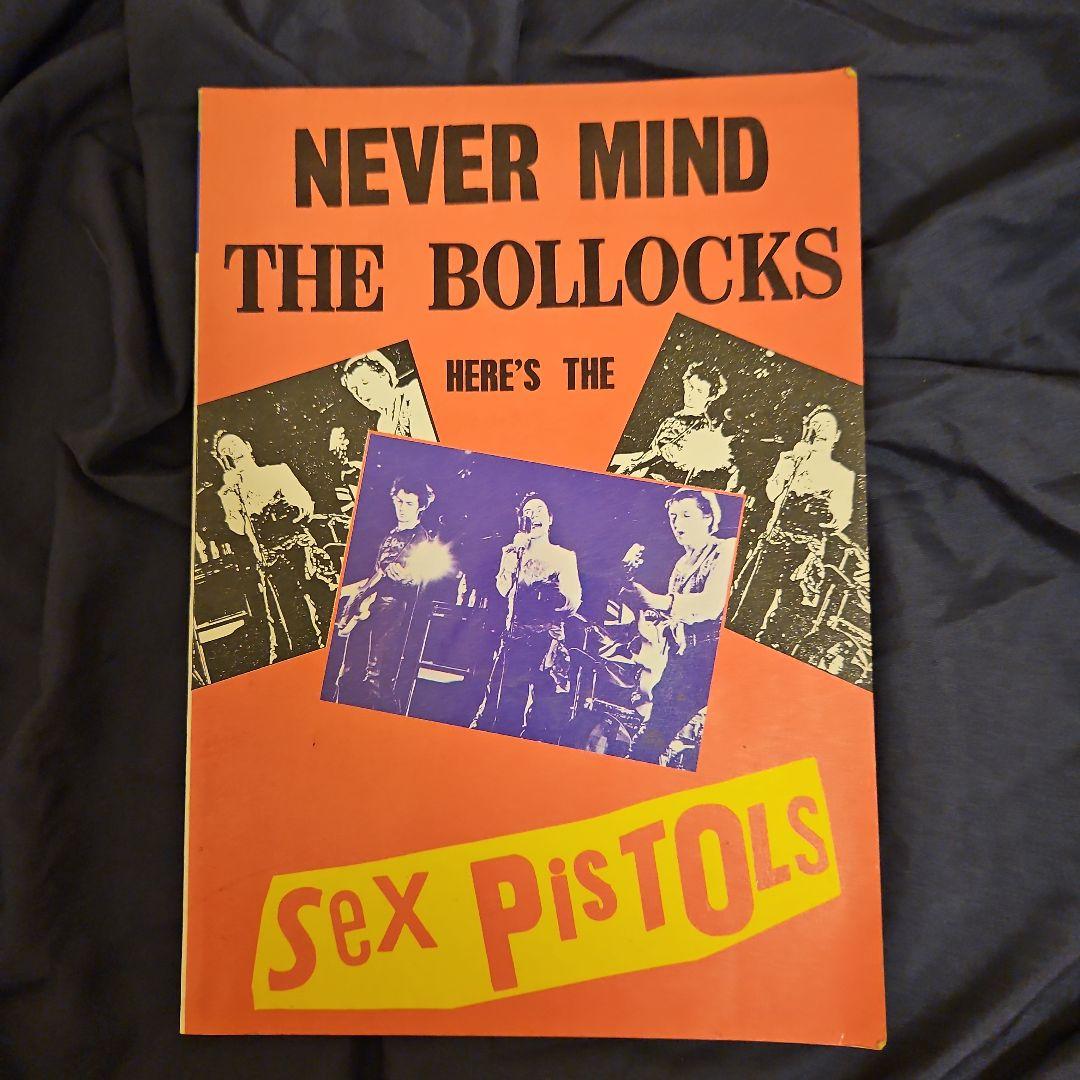 NEVER MIND
THE BOLLOCKS
HERE'S THE
Sex PisTOLs